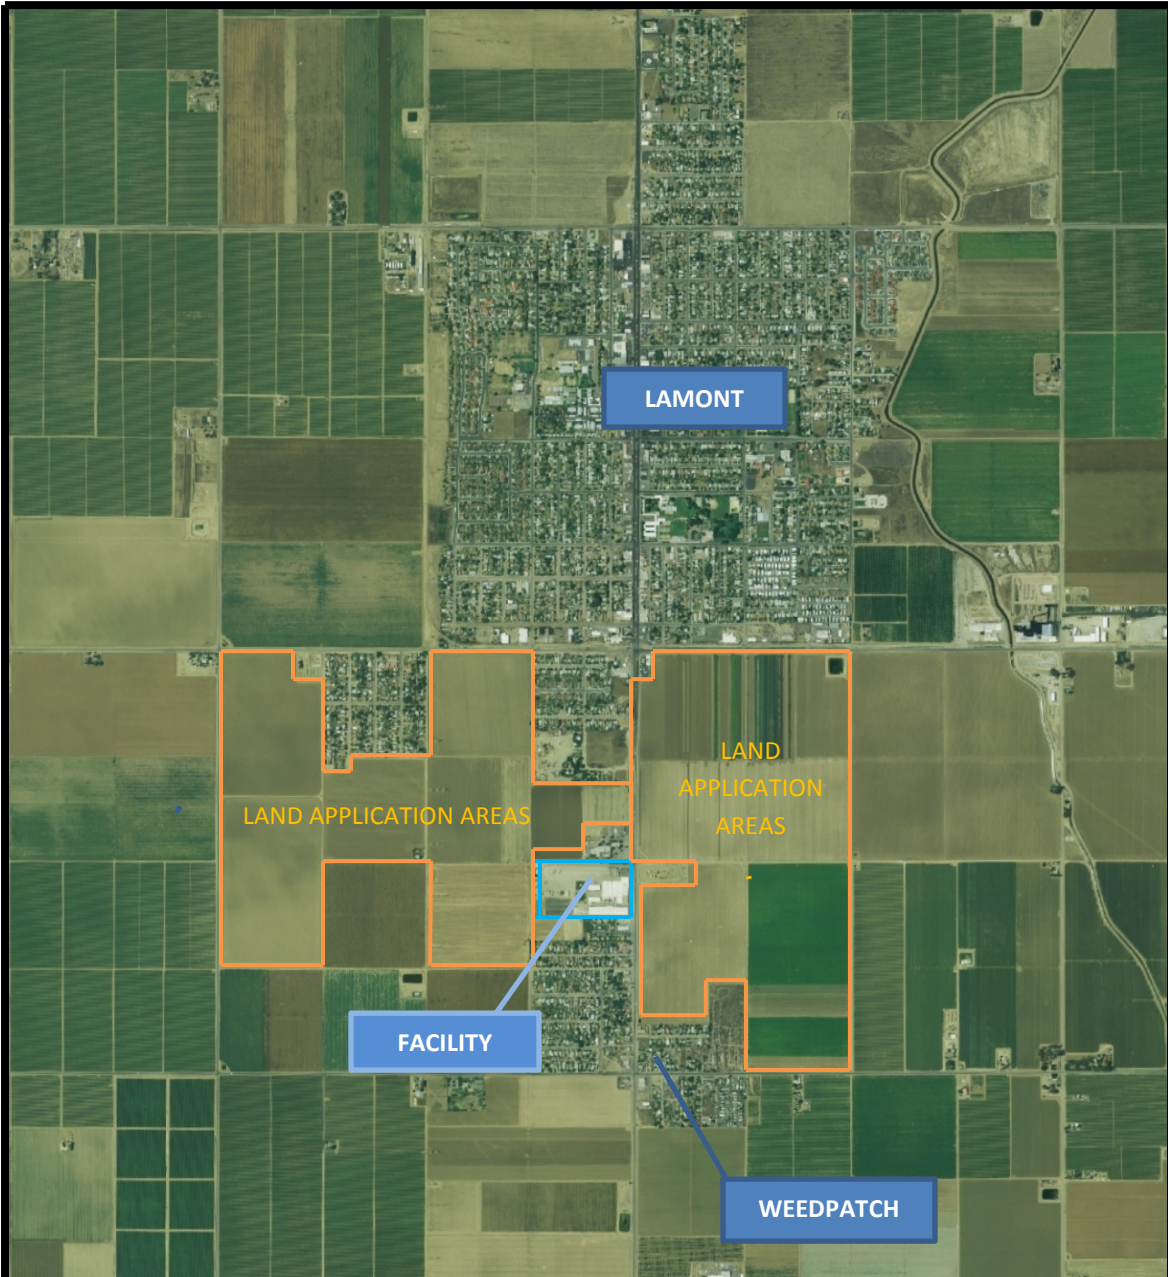 LAMONT
LAND
APPLICATION
AREAS
LAND APPLICATION AREAS
FACILITY
WEEDPATCH